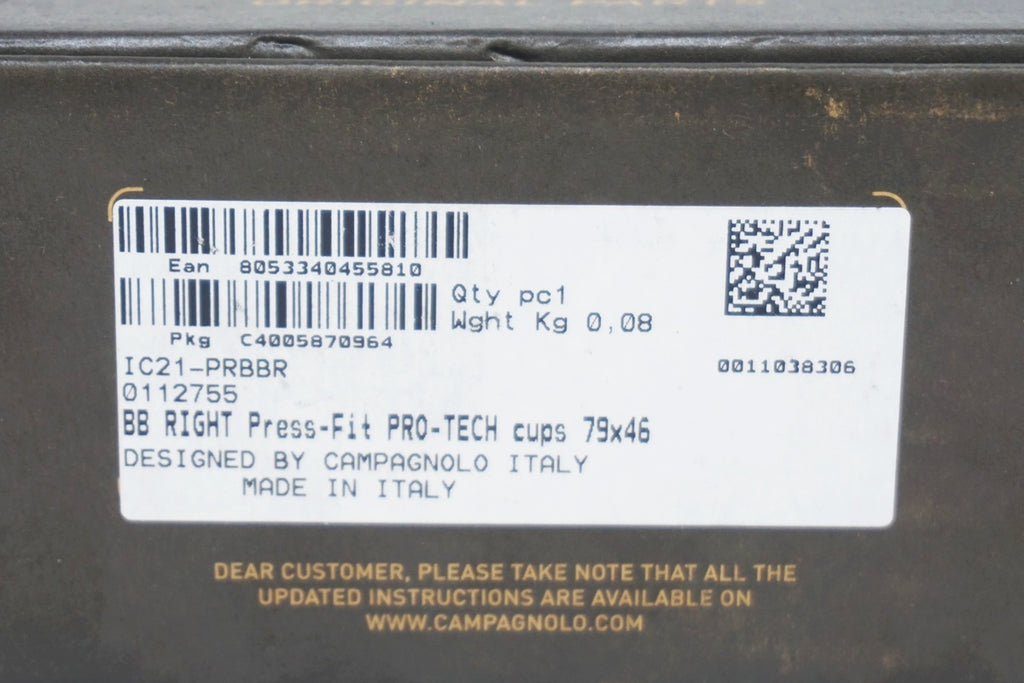 ORIGINAL PARTS
Ean 8053340455810
Qty pc1
Wght Kg 0,08
Pkg C4005870964
IC21-PRBBR
0011038306
0112755
BB RIGHT Press-Fit PRO-TECH cups 79x46
DESIGNED BY CAMPAGNOLO ITALY
MADE IN ITALY
DEAR CUSTOMER, PLEASE TAKE NOTE THAT ALL THE
UPDATED INSTRUCTIONS ARE AVAILABLE ON
WWW.CAMPAGNOLO.COM